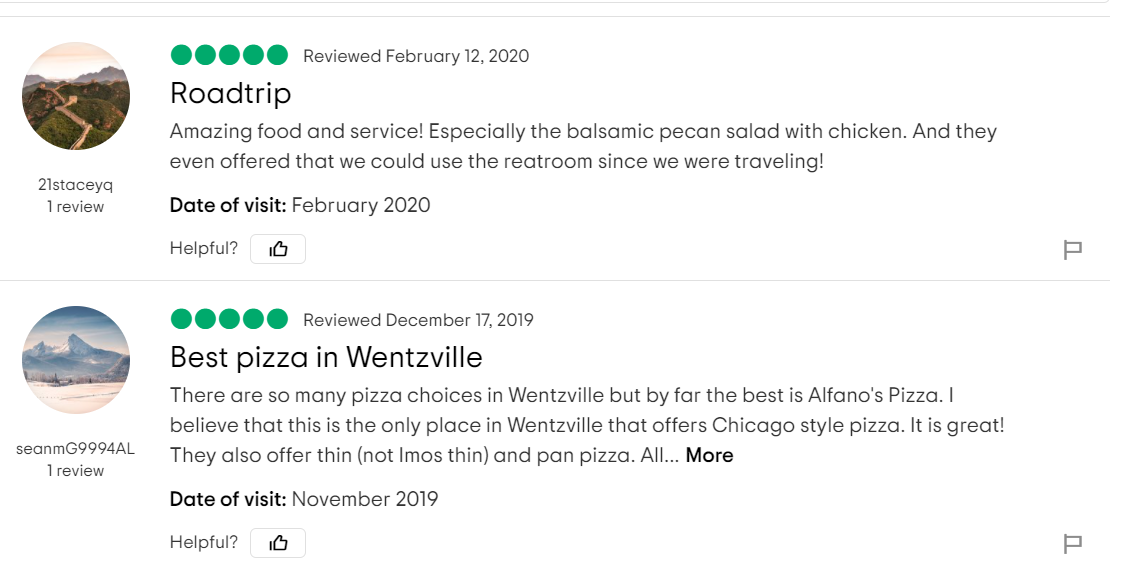 Reviewed February 12, 2020
Roadtrip
Amazing food and service! Especially the balsamic pecan salad with chicken. And they
even offered that we could use the reatroom since we were traveling!
21staceyq
1 review
Date of visit: February 2020
Helpful?
Reviewed December 17, 2019
Best pizza in Wentzville
There are so many pizza choices in Wentzville but by far the best is Alfano's Pizza. I
believe that this is the only place in Wentzville that offers Chicago style pizza. It is great!
They also offer thin (not Imos thin) and pan pizza. All... More
seanmG9994AL
1 review
Date of visit: November 2019
Helpful?